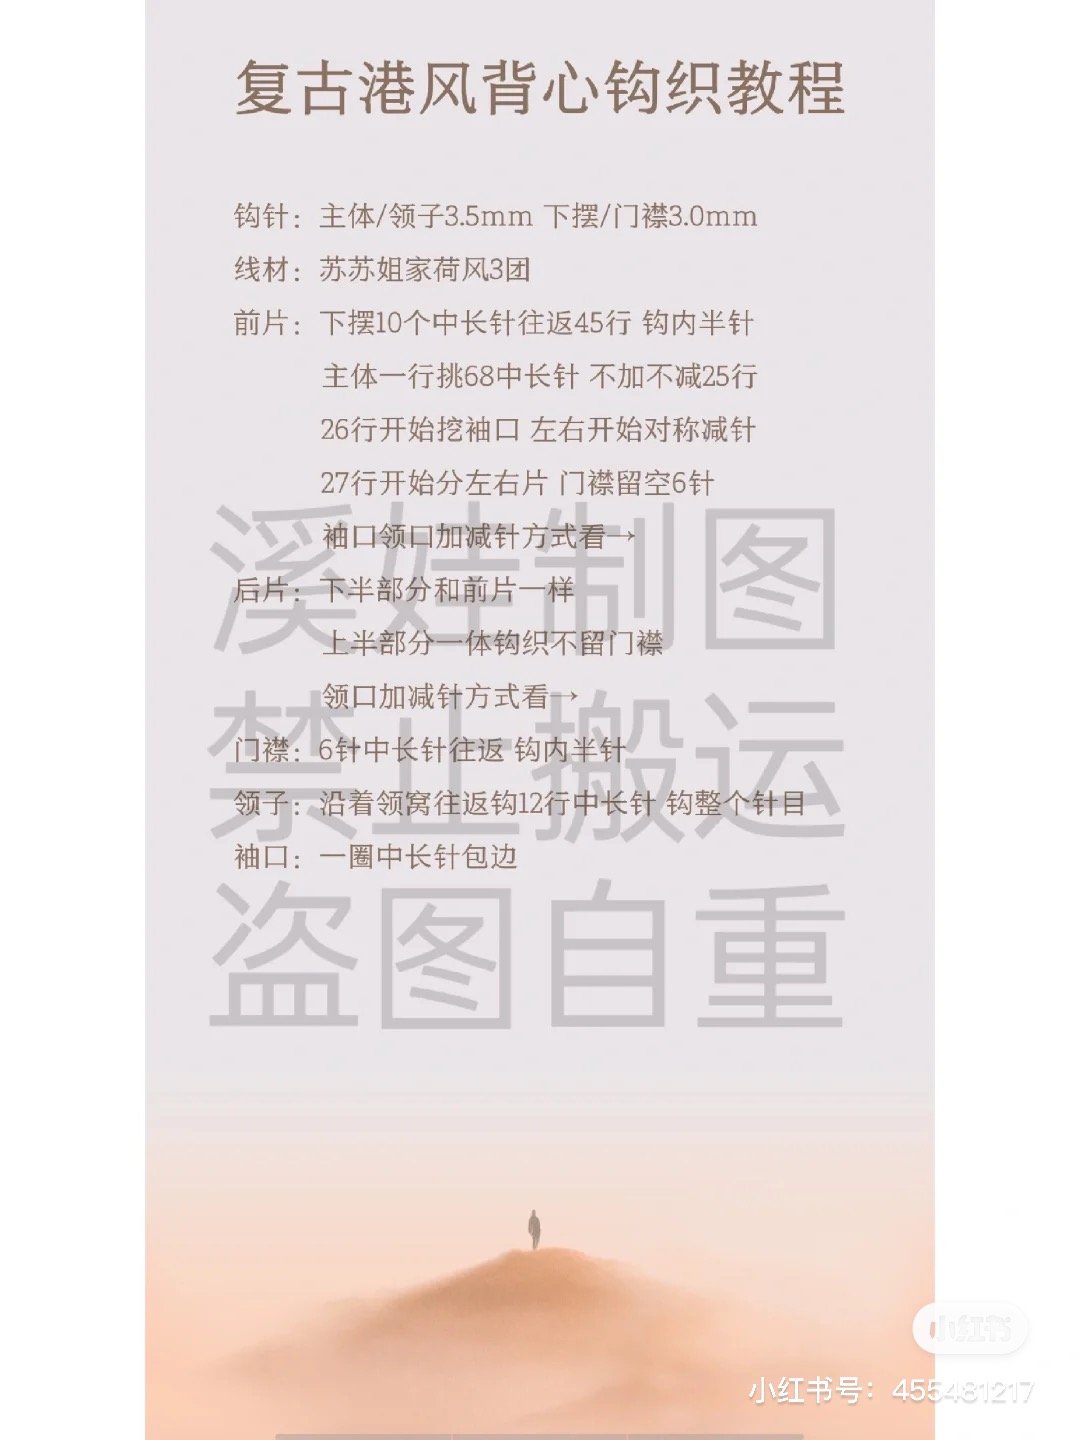 复古港风背心钩织教程
钩针：主体/领子3.5mm 下摆/门襟3.0mm
线材：苏苏姐家荷风3团
前片：下摆10个中长针往返45行 钩内半针
主体一行挑68中长针 不加不减25行
26行开始挖袖口 左右开始对称减针
27行开始分左右片 门襟留空6针
袖口领口加减针方式看→
后片：下半部分和前片一样
上半部分一体钩织不留门襟
领口加减针方式看→
门襟：6针中长针往返 钩内半针
领子：沿着领窝往返钩12行中长针 钩整个针目
袖口：一圈中长针包边
溪娃制图
禁止搬运
盗图自重
小红书
小红书号：455481217